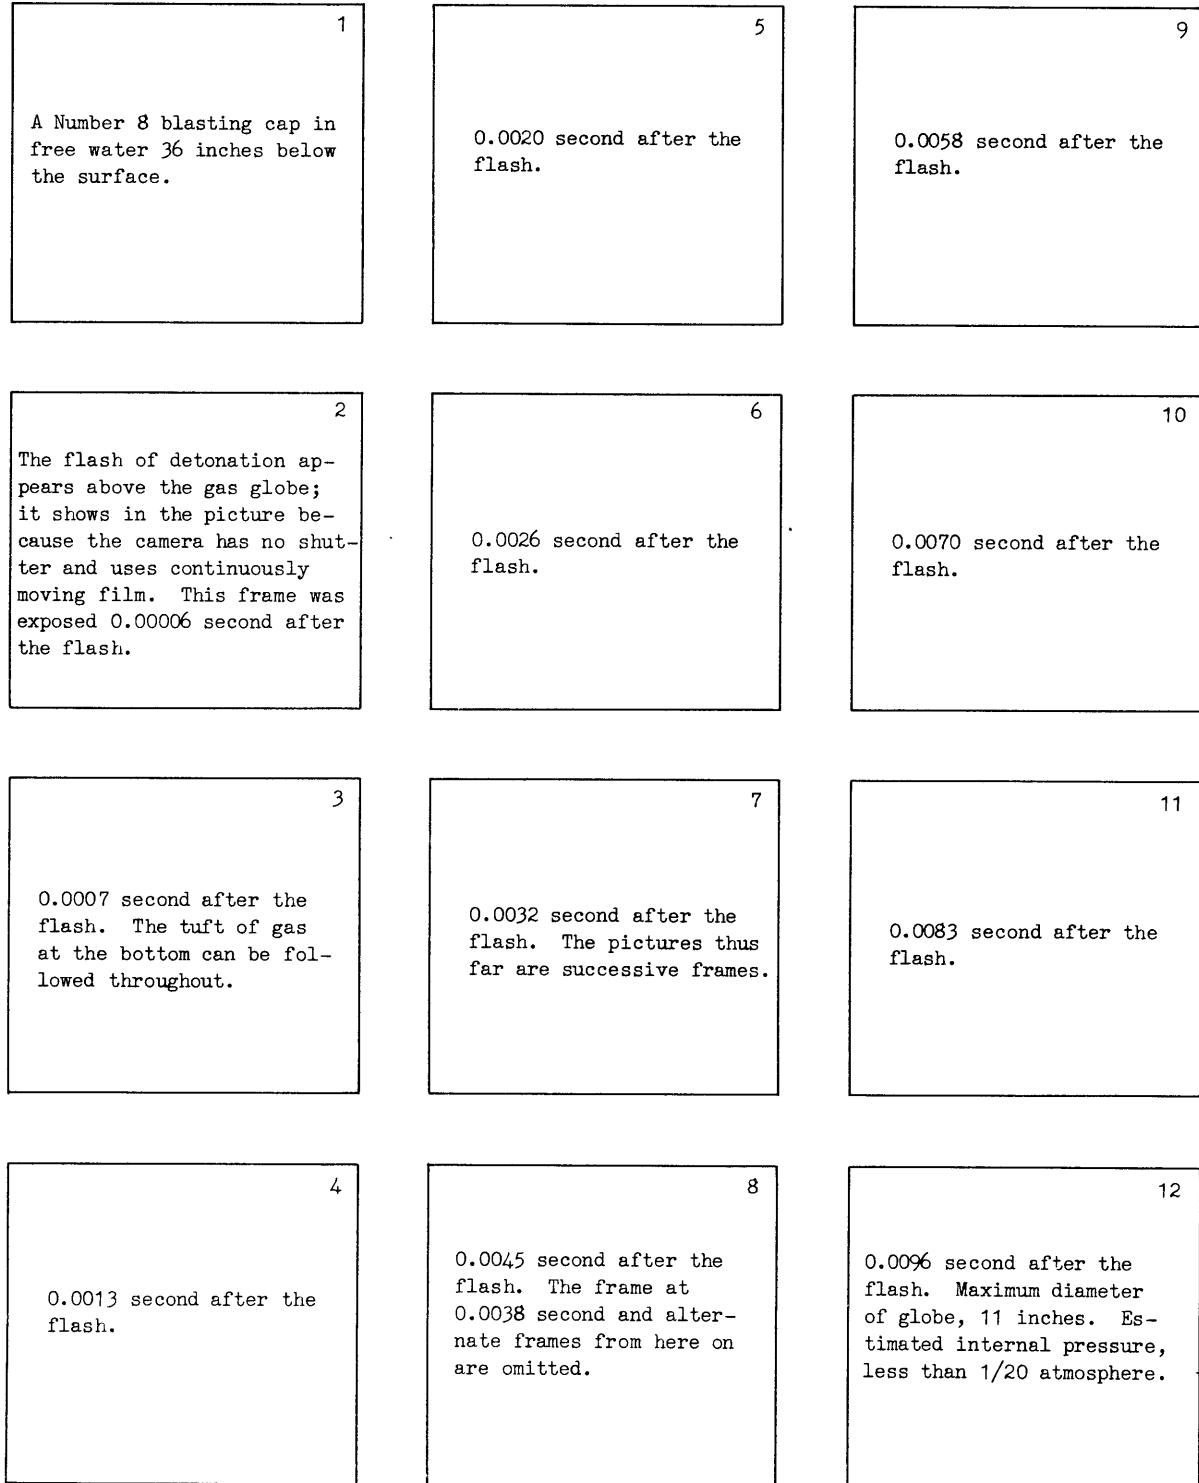 1
A Number 8 blasting cap in
free water 36 inches below
the surface.
2
The flash of detonation ap-
pears above the gas globe;
it shows in the picture be-
cause the camera has no shut-
ter and uses continuously
moving film. This frame was
exposed 0.00006 second after
the flash.
3
0.0007 second after the
flash. The tuft of gas
at the bottom can be fol-
lowed throughout.
4
0.0013 second after the
flash.
5
0.0020 second after the
flash.
6
0.0026 second after the
flash.
7
0.0032 second after the
flash. The pictures thus
far are successive frames.
8
0.0045 second after the
flash. The frame at
0.0038 second and alter-
nate frames from here on
are omitted.
9
0.0058 second after the
flash.
10
0.0070 second after the
flash.
11
0.0083 second after the
flash.
12
0.0096 second after the
flash. Maximum diameter
of globe, 11 inches. Es-
timated internal pressure,
less than 1/20 atmosphere.